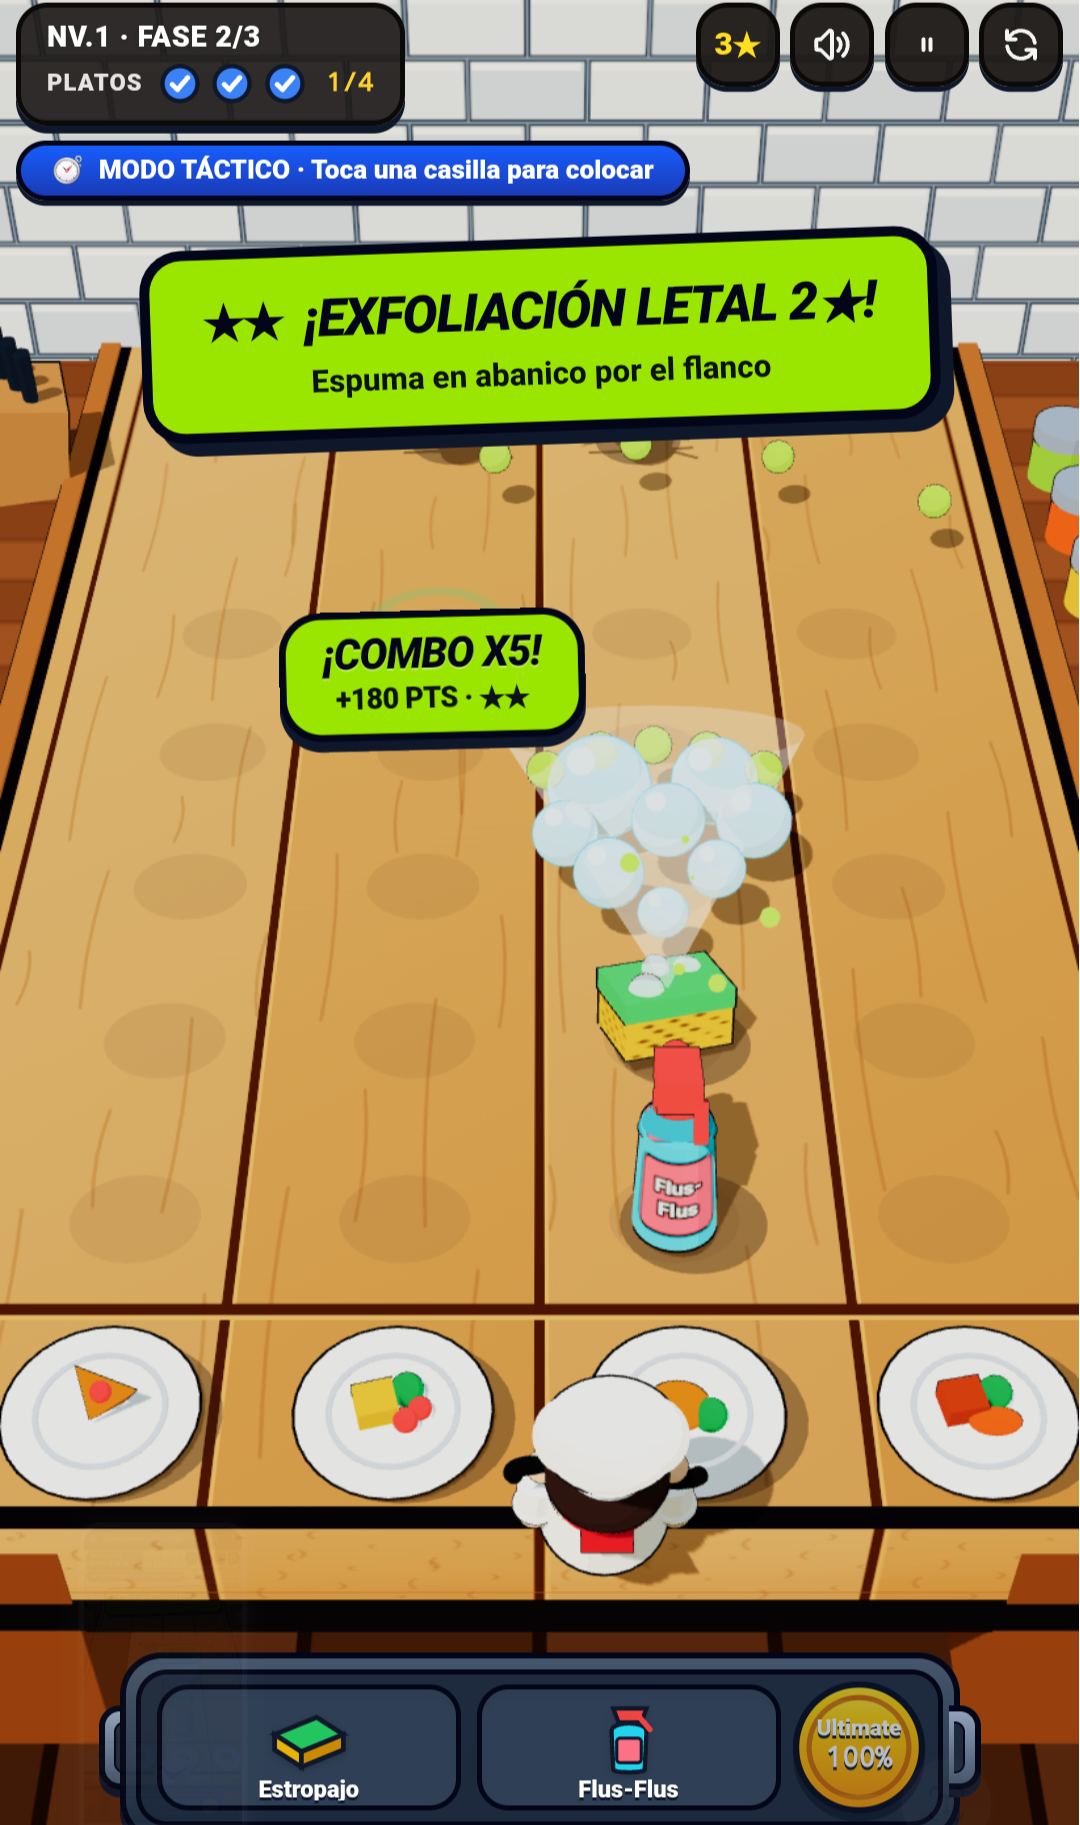 NV.1 · FASE 2/3
PLATOS 1/4
3★
MODO TÁCTICO · Toca una casilla para colocar
★★ ¡EXFOLIACIÓN LETAL 2★!
Espuma en abanico por el flanco
¡COMBO X5!
+180 PTS · ★★
Flus-
Flus
Estropajo
Flus-Flus
Ultimate
100%